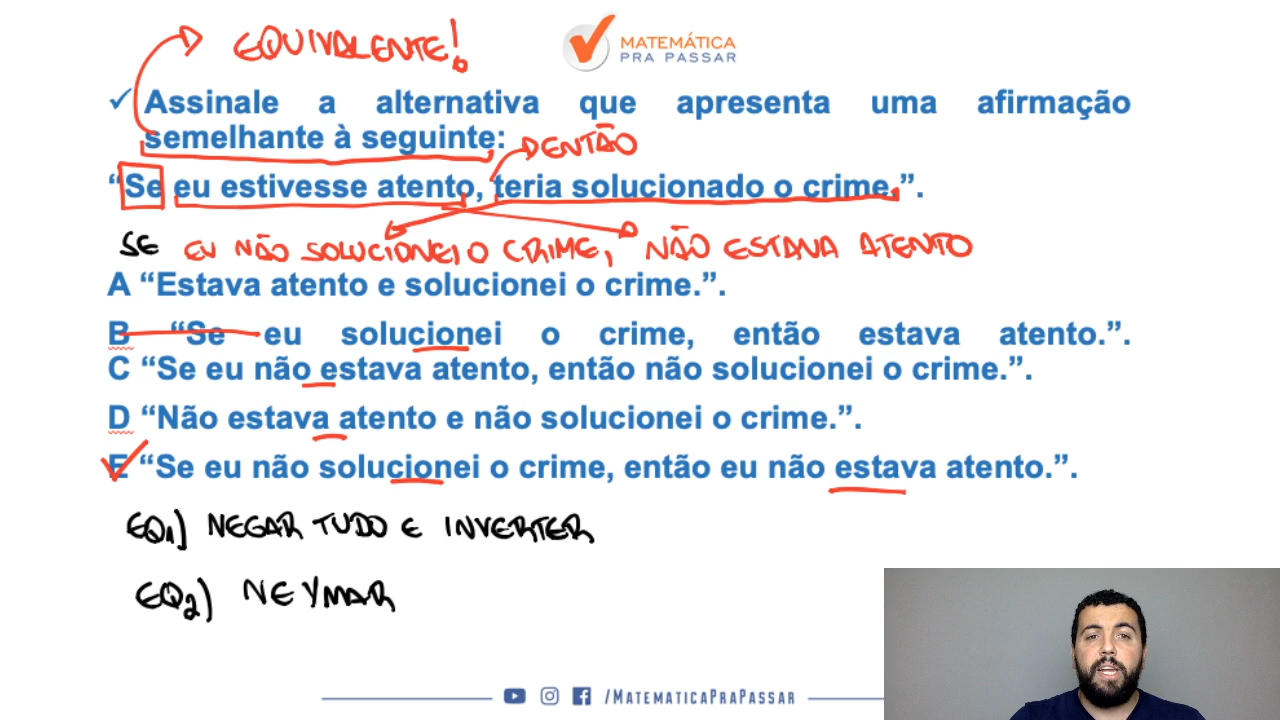 EQUIVALENTE!
MATEMÁTICA
PRA PASSAR
✓ Assinale a alternativa que apresenta uma afirmação
semelhante à seguinte:
ENTÃO
“Se eu estivesse atento, teria solucionado o crime.”.
SE EU NÃO SOLUCIONEI O CRIME, NÃO ESTAVA ATENTO
A “Estava atento e solucionei o crime.”.
B “Se eu solucionei o crime, então estava atento.”.
C “Se eu não estava atento, então não solucionei o crime.”.
D “Não estava atento e não solucionei o crime.”.
E “Se eu não solucionei o crime, então eu não estava atento.”.
EQ1) NEGAR TUDO E INVERTER
EQ2) NEYMAR
/MATEMATICAPRAPASSAR